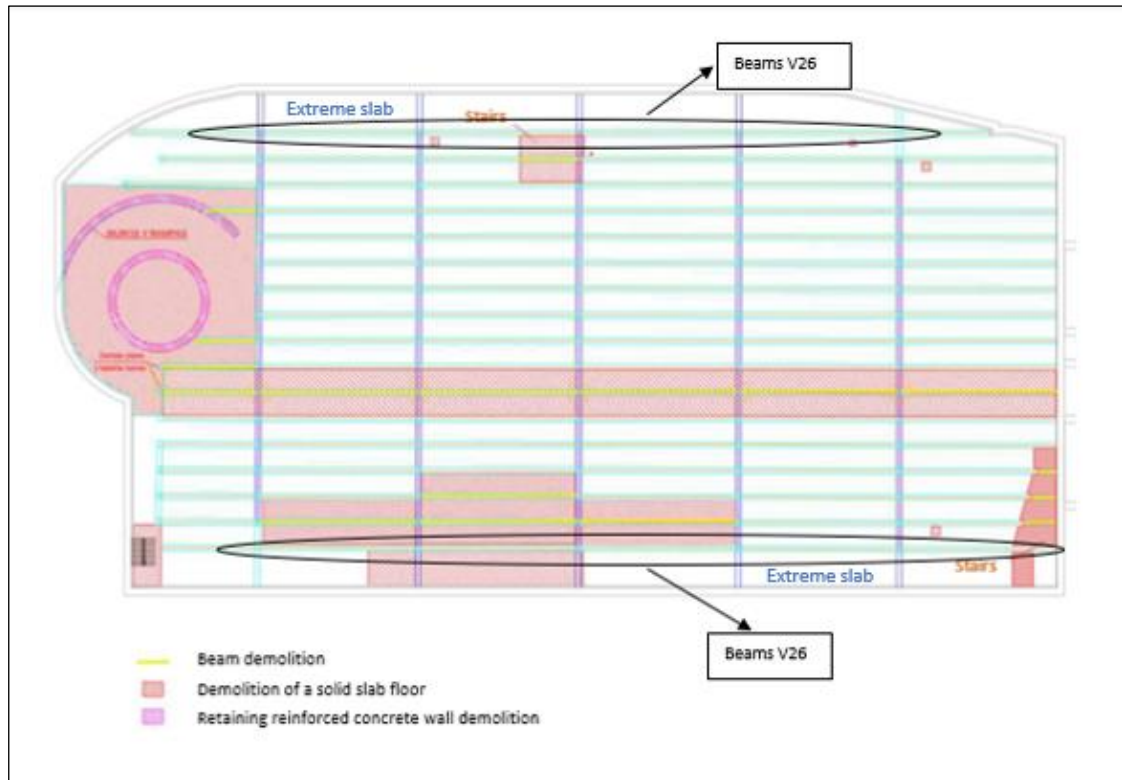 Beams V26
Extreme slab
Stairs
Extreme slab
Stairs
Beams V26
Beam demolition
Demolition of a solid slab floor
Retaining reinforced concrete wall demolition